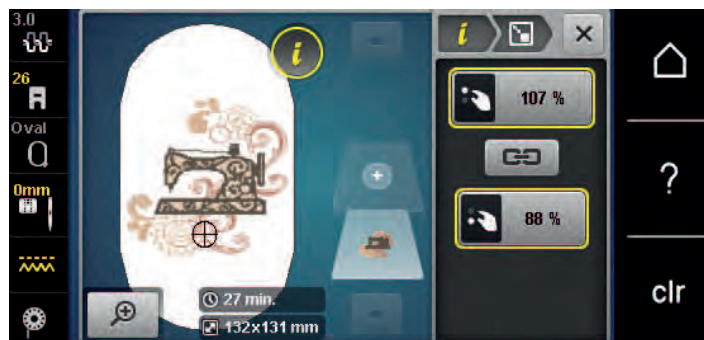 3.0
26
Oval
0mm
27 min.
132x131 mm
i
i
107 %
88 %
?
clr